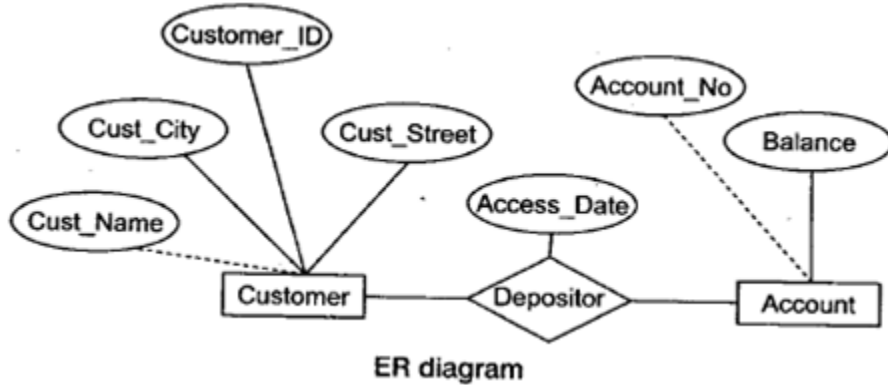 Customer_ID
Account_No
Cust_City
Cust_Street
Balance
Cust_Name
Access_Date
Customer
Depositor
Account
ER diagram